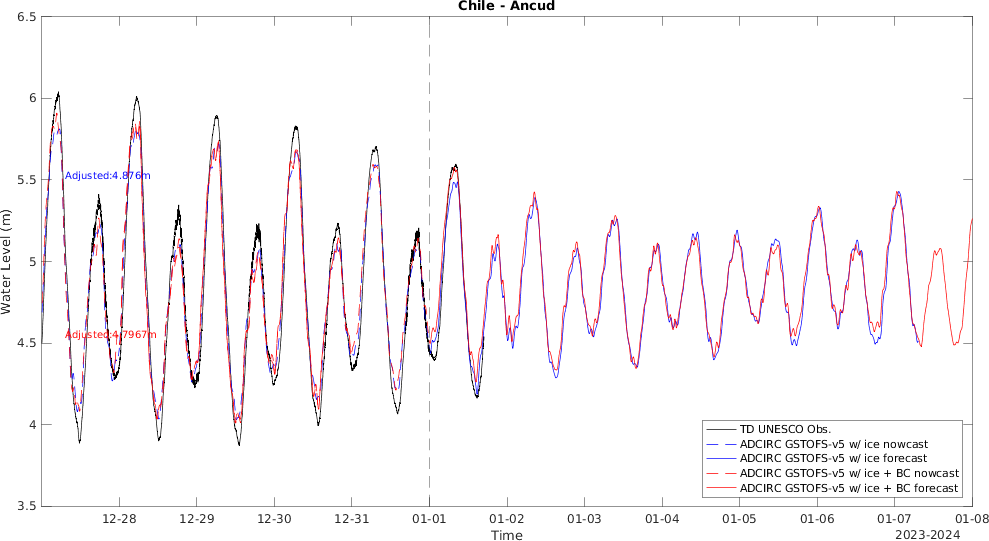 Chile - Ancud
6.5
6
5.5
5
4.5
4
3.5
Water Level (m)
Adjusted:4.876m
Adjusted:4.7967m
TD UNESCO Obs.
ADCIRC GSTOFS-v5 w/ ice nowcast
ADCIRC GSTOFS-v5 w/ ice forecast
ADCIRC GSTOFS-v5 w/ ice + BC nowcast
ADCIRC GSTOFS-v5 w/ ice + BC forecast
12-28 12-29 12-30 12-31 01-01 01-02 01-03 01-04 01-05 01-06 01-07 01-08
Time
2023-2024